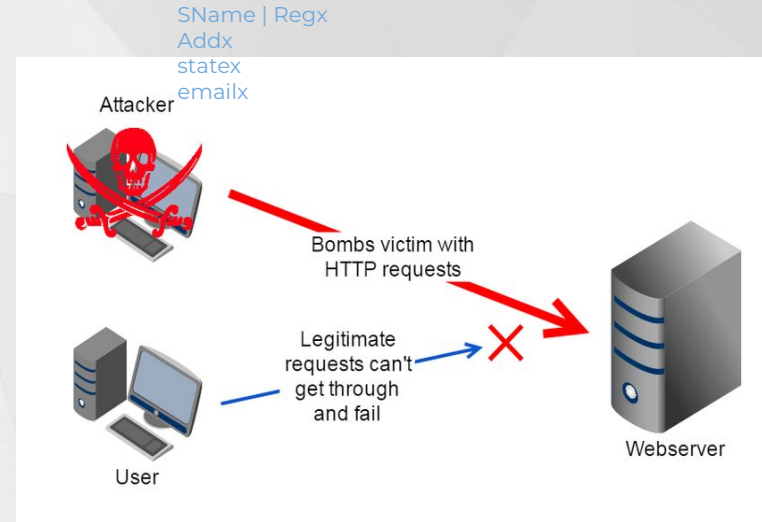 SName | Regx
Addx
statex
emailx
Attacker
Bombs victim with
HTTP requests
Legitimate
requests can't
get through
and fail
User
Webserver